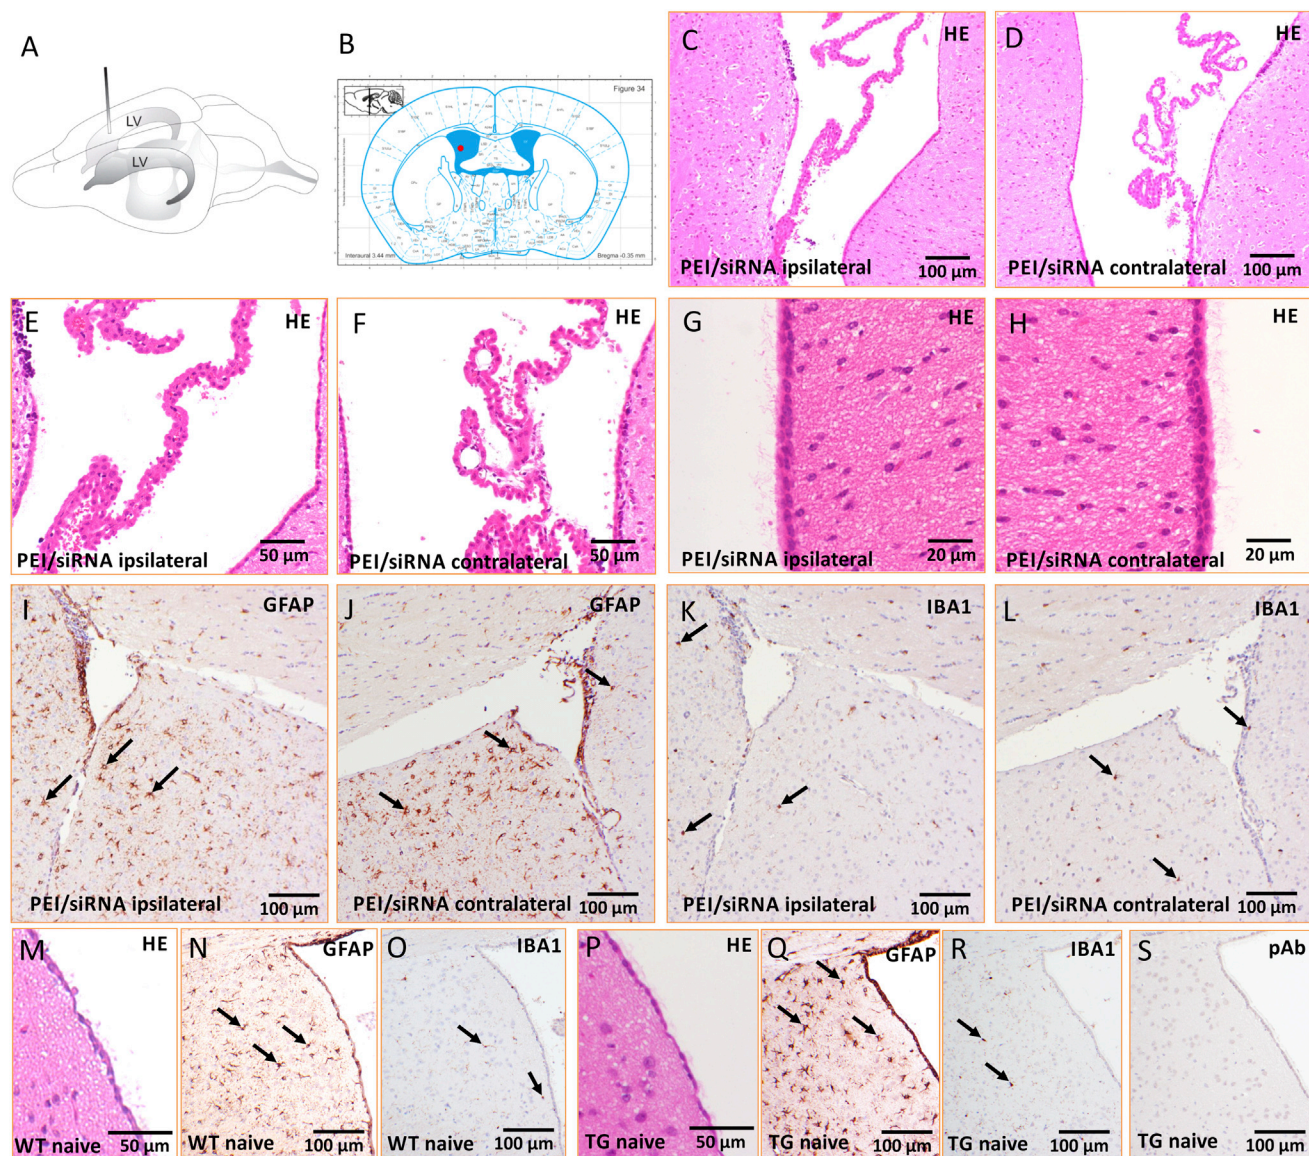 A
LV
LV
B
Figure 34
Interaural 3.44 mm
Bregma -0.35 mm
C
HE
PEI/siRNA ipsilateral
100 µm
D
HE
PEI/siRNA contralateral
100 µm
E
HE
PEI/siRNA ipsilateral
50 µm
F
HE
PEI/siRNA contralateral
50 µm
G
HE
PEI/siRNA ipsilateral
20 µm
H
HE
PEI/siRNA contralateral
20 µm
I
GFAP
PEI/siRNA ipsilateral
100 µm
J
GFAP
PEI/siRNA contralateral
100 µm
K
IBA1
PEI/siRNA ipsilateral
100 µm
L
IBA1
PEI/siRNA contralateral
100 µm
M
HE
WT naive
50 µm
N
GFAP
WT naive
100 µm
O
IBA1
WT naive
100 µm
P
HE
TG naive
50 µm
Q
GFAP
TG naive
100 µm
R
IBA1
TG naive
100 µm
S
pAb
TG naive
100 µm